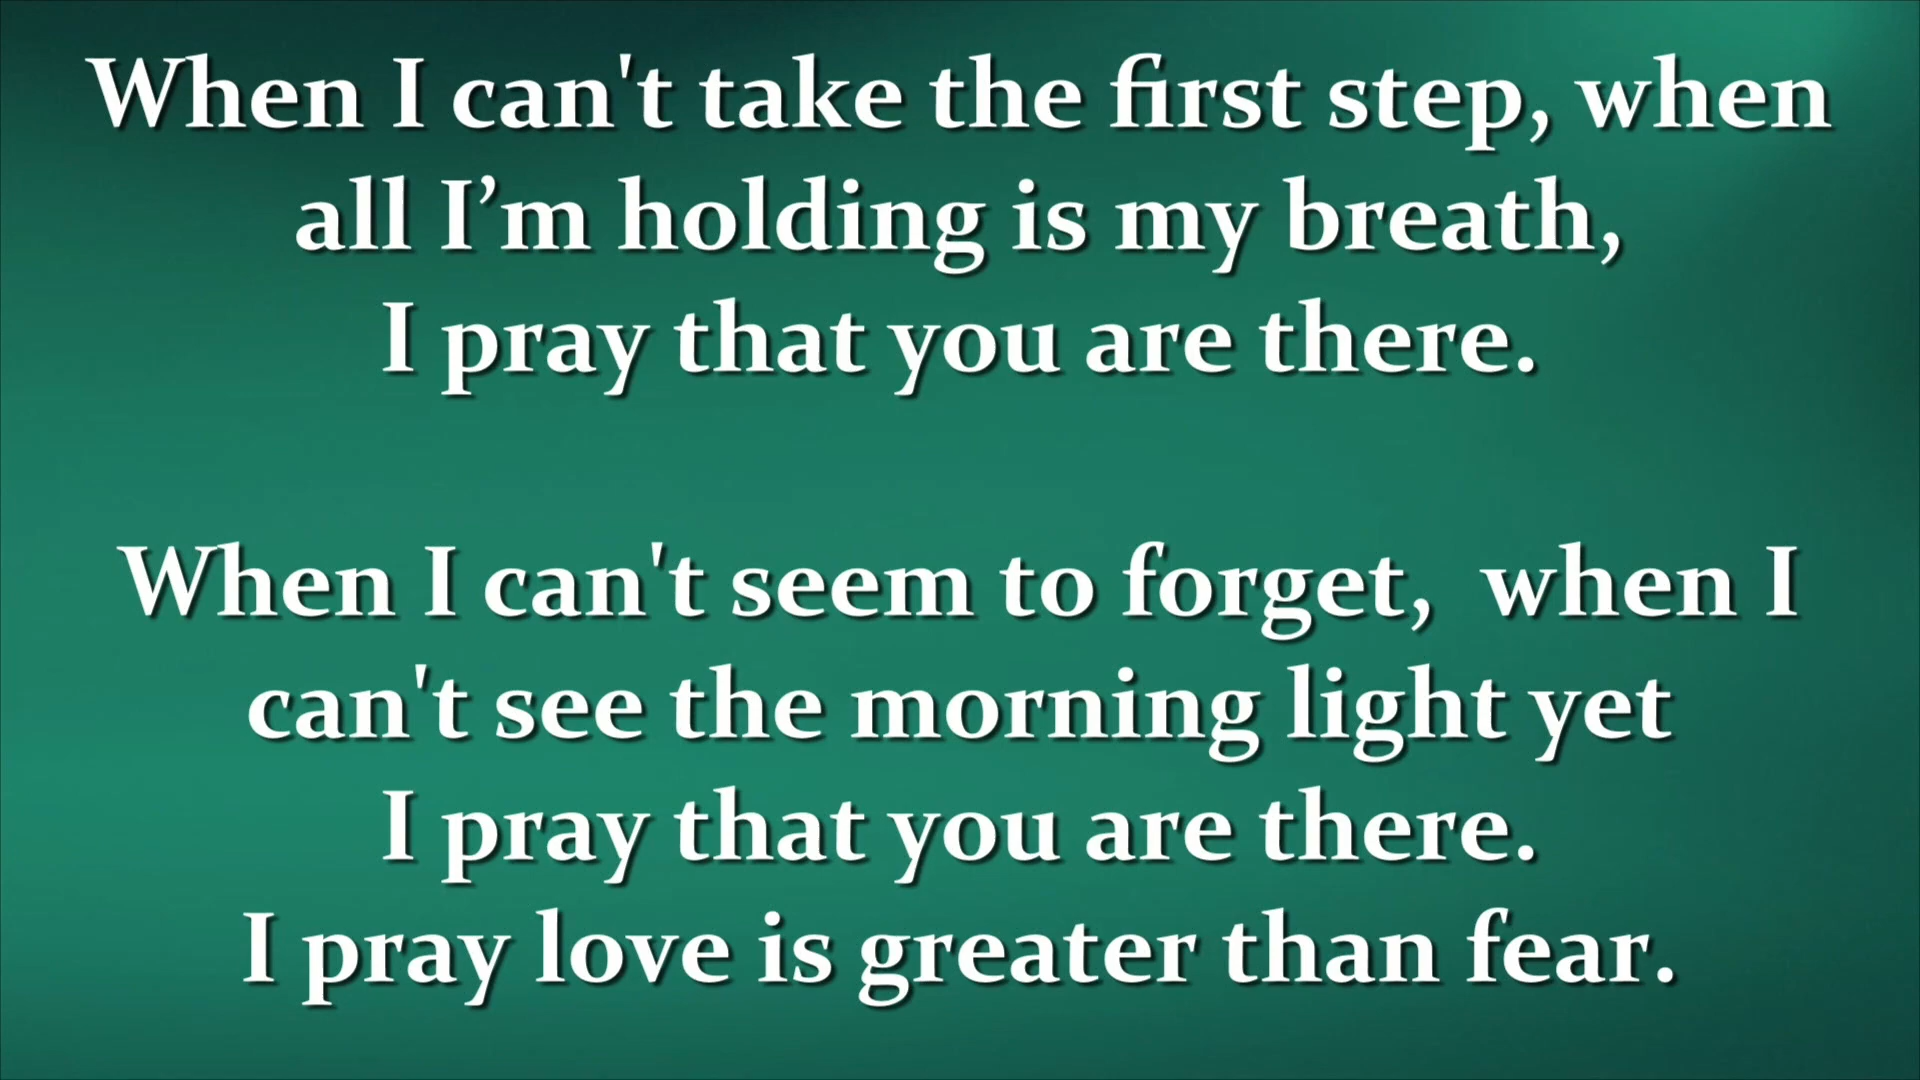 When I can't take the first step, when
all I’m holding is my breath,
I pray that you are there.
When I can't seem to forget,  when I
can't see the morning light yet
I pray that you are there.
I pray love is greater than fear.